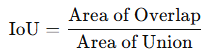 IoU = Area of Overlap / Area of Union